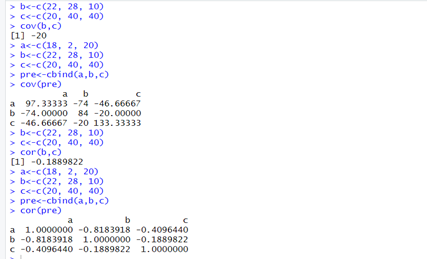 > b<-c(22, 28, 10)
> c<-c(20, 40, 40)
> cov(b,c)
[1] -20
> a<-c(18, 2, 20)
> b<-c(22, 28, 10)
> c<-c(20, 40, 40)
> pre<-cbind(a,b,c)
> cov(pre)
a b c
a 97.33333 -74 -46.66667
b -74.00000 84 -20.00000
c -46.66667 -20 133.33333
> b<-c(22, 28, 10)
> c<-c(20, 40, 40)
> cor(b,c)
[1] -0.1889822
> a<-c(18, 2, 20)
> b<-c(22, 28, 10)
> c<-c(20, 40, 40)
> pre<-cbind(a,b,c)
> cor(pre)
a b c
a 1.0000000 -0.8183918 -0.4096440
b -0.8183918 1.0000000 -0.1889822
c -0.4096440 -0.1889822 1.0000000
>